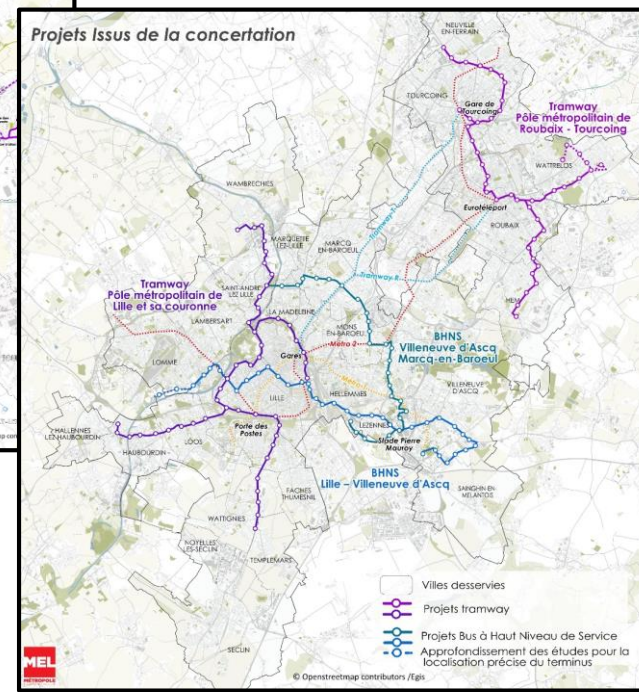 Projets Issus de la concertation
NEUVILLE
EN-FERRAIN
TOURCOING
Gare de
Tourcoing
Tramway
Pôle métropolitain de
Roubaix - Tourcoing
WATTRELOS
Eurotéléport
ROUBAIX
HEM
WAMBRECHIES
MARQUETTE
LEZ-LILLE
MARCQ
EN-BAROEUL
Tramway T
Tramway R
Tramway
Pôle métropolitain de
Lille et sa couronne
SAINT-ANDRÉ
LEZ LILLE
LA MADELEINE
LAMBERSART
MONS
EN-BAROEUL
BHNS
Villeneuve d'Ascq
Marcq-en-Baroeul
Gares
Métro 2
LOMME
LILLE
HELLEMMES
VILLENEUVE
D'ASCQ
LEZENNES
HALLENNES
LEZ-HAUBOURDIN
HAUBOURDIN
LOOS
Porte des
Postes
Stade Pierre
Mauroy
BHNS
Lille – Villeneuve d'Ascq
FACHES
THUMESNIL
SAINGHIN-EN
MELANTOIS
WATTIGNIES
NOYELLES
LES-SECLIN
TEMPLEMARS
SECLIN
Villes desservies
Projets tramway
Projets Bus à Haut Niveau de Service
Approfondissement des études pour la
localisation précise du terminus
MEL
MÉTROPOLE
© Openstreetmap contributors /Egis